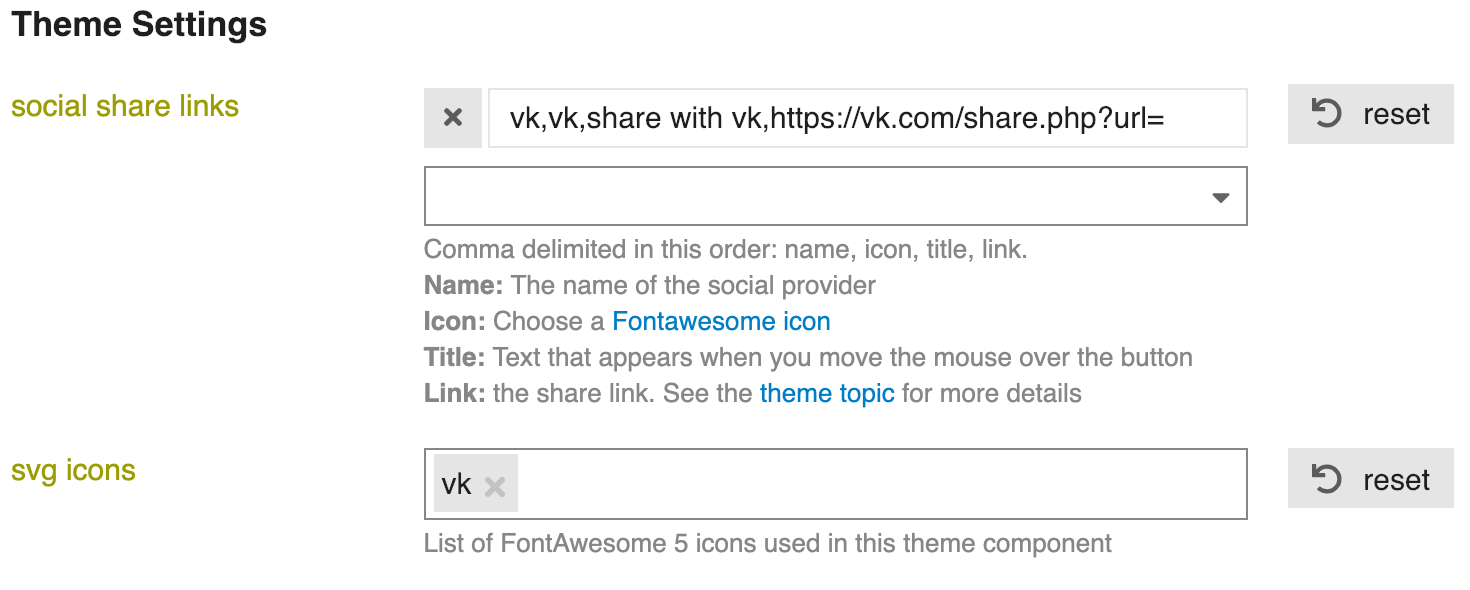 Theme Settings
social share links
vk,vk,share with vk,https://vk.com/share.php?url=
reset
Comma delimited in this order: name, icon, title, link.
Name: The name of the social provider
Icon: Choose a Fontawesome icon
Title: Text that appears when you move the mouse over the button
Link: the share link. See the theme topic for more details
svg icons
vk
reset
List of FontAwesome 5 icons used in this theme component